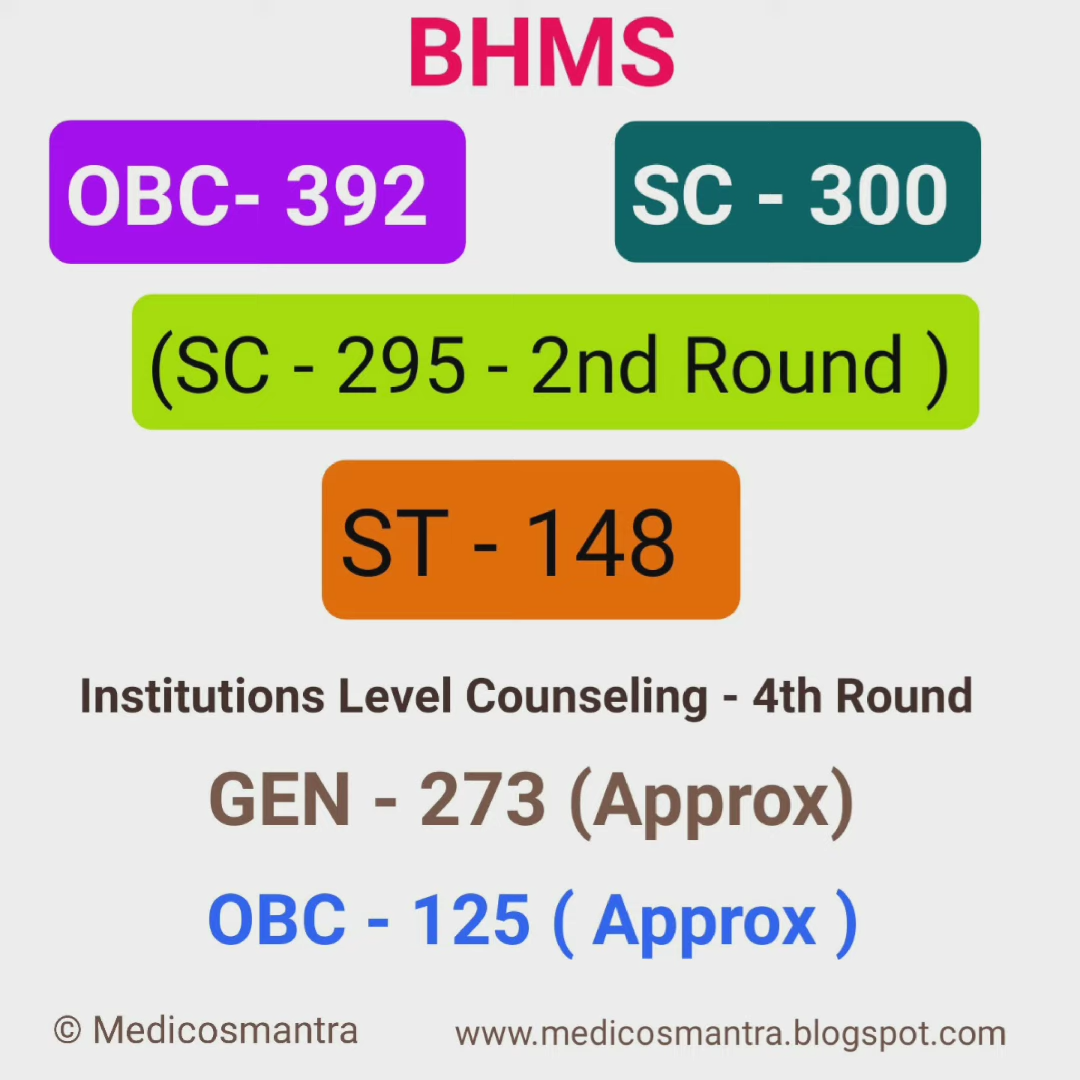 BHMS
OBC- 392
SC - 300
(SC - 295 - 2nd Round )
ST - 148
Institutions Level Counseling - 4th Round
GEN - 273 (Approx)
OBC - 125 ( Approx )
© Medicosmantra
www.medicosmantra.blogspot.com